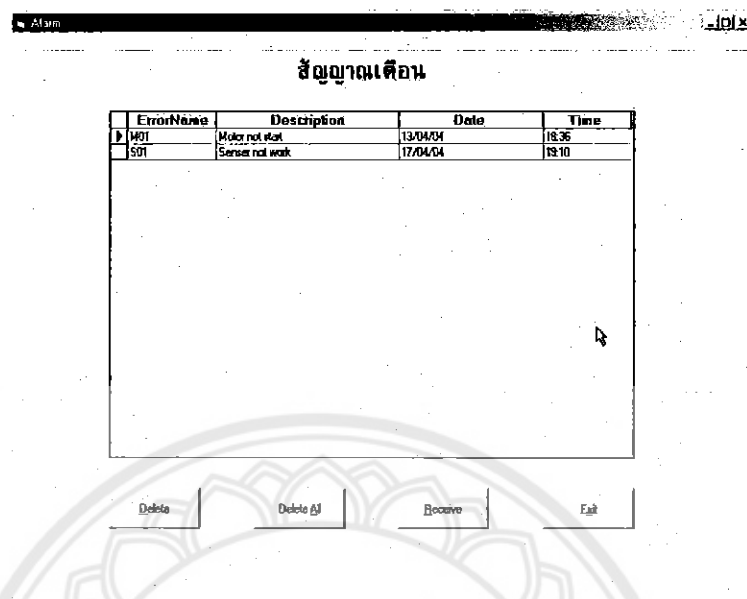 Alarm
สัญญาณเตือน
ErrorName Description Date Time
M01 Motor not start 13/04/04 18:36
S01 Senser not work 17/04/04 19:10
Delete Delete All Receive Exit